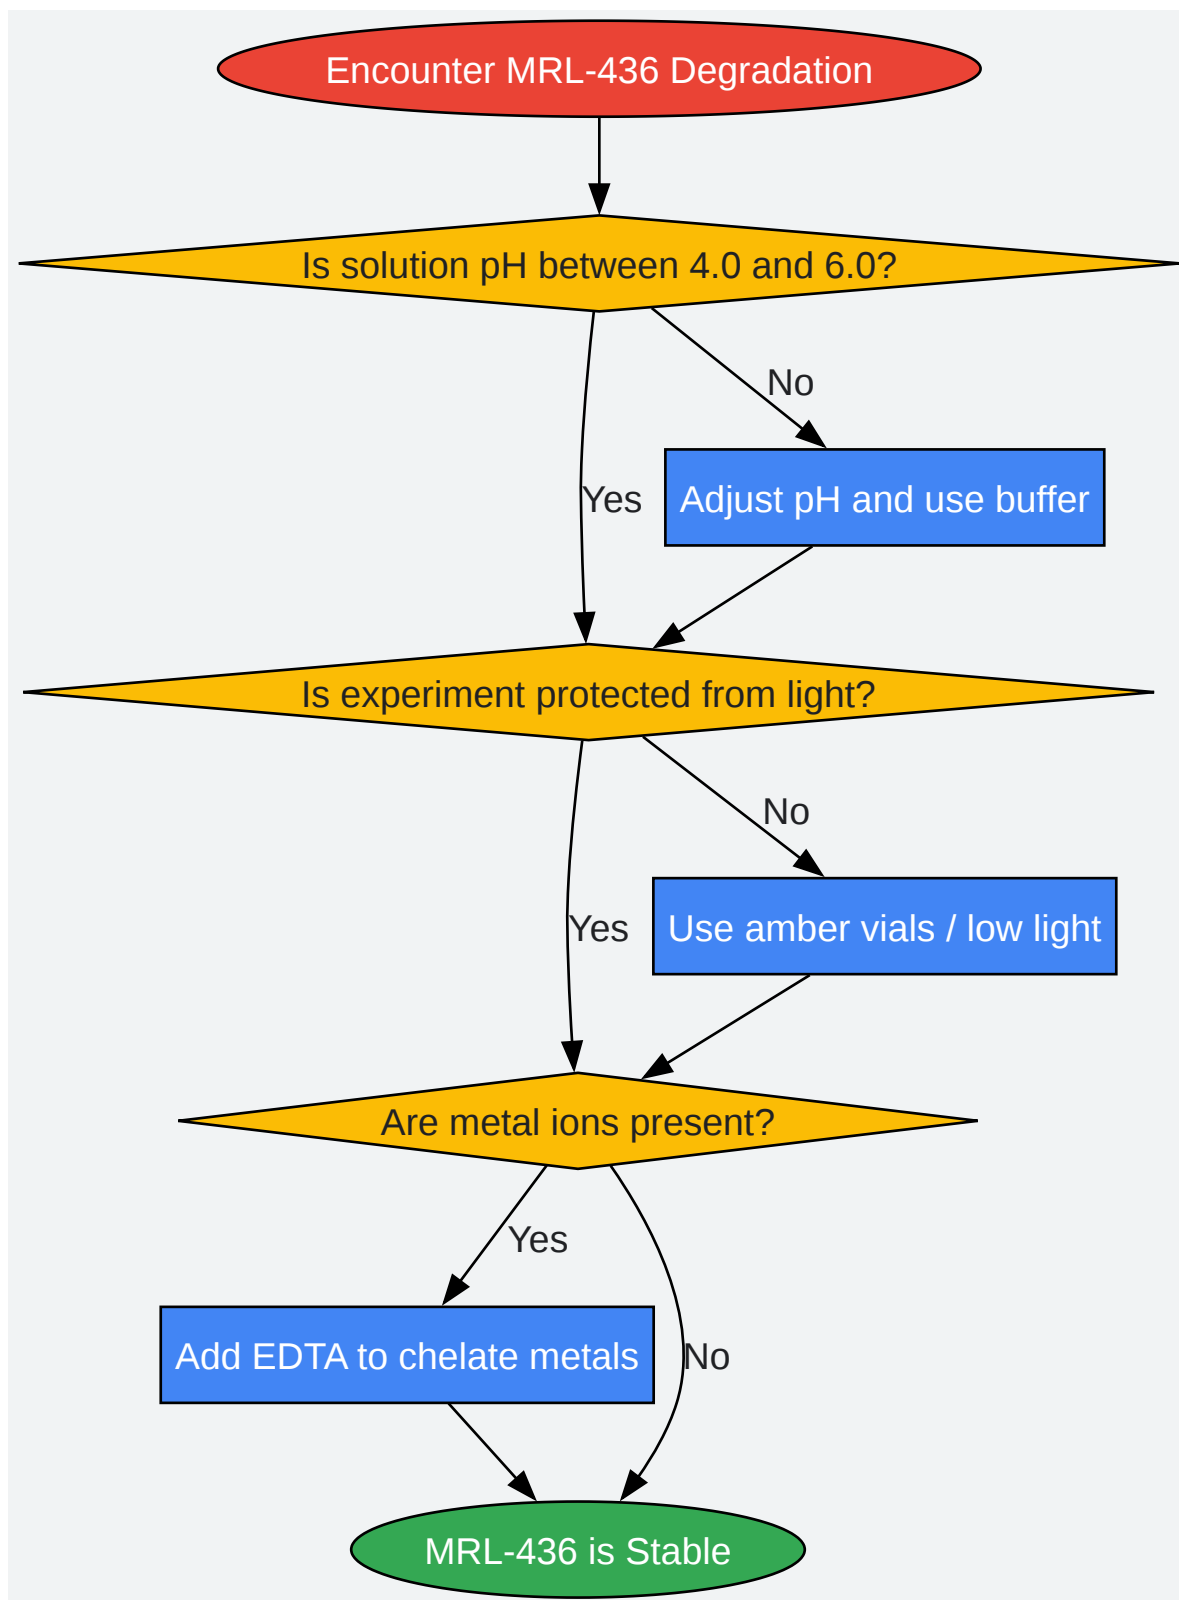 Encounter MRL-436 Degradation
Is solution pH between 4.0 and 6.0?
No
Yes
Adjust pH and use buffer
Is experiment protected from light?
No
Yes
Use amber vials / low light
Are metal ions present?
Yes
Add EDTA to chelate metals
No
MRL-436 is Stable